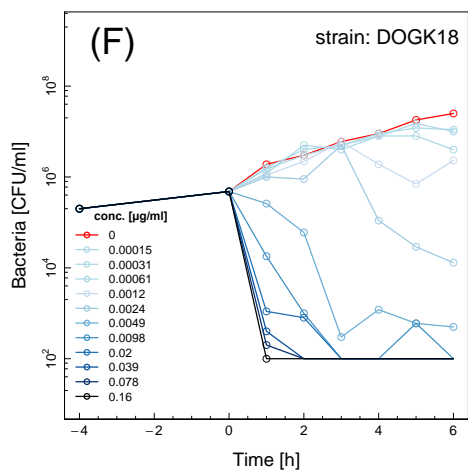 (F)
strain: DOGK18
Bacteria [CFU/ml]
10^8
10^6
10^4
10^2
conc. [µg/ml]
0
0.00015
0.00031
0.00061
0.0012
0.0024
0.0049
0.0098
0.02
0.039
0.078
0.16
−4 −2 0 2 4 6
Time [h]